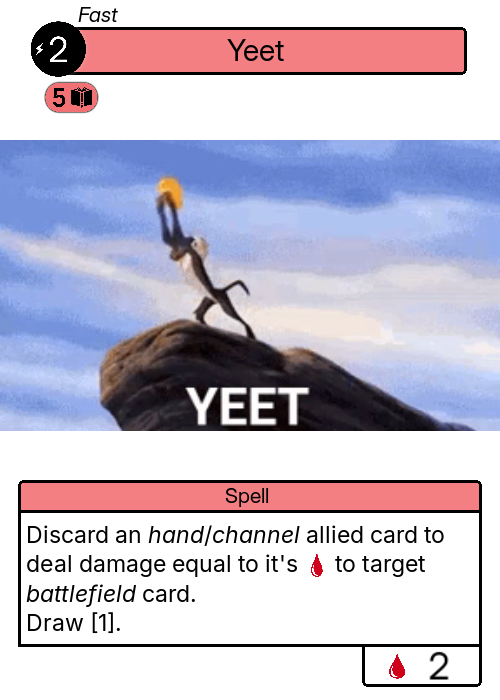 Fast
2
Yeet
5
YEET
Spell
Discard an hand/channel allied card to
deal damage equal to it's to target
battlefield card.
Draw [1].
2